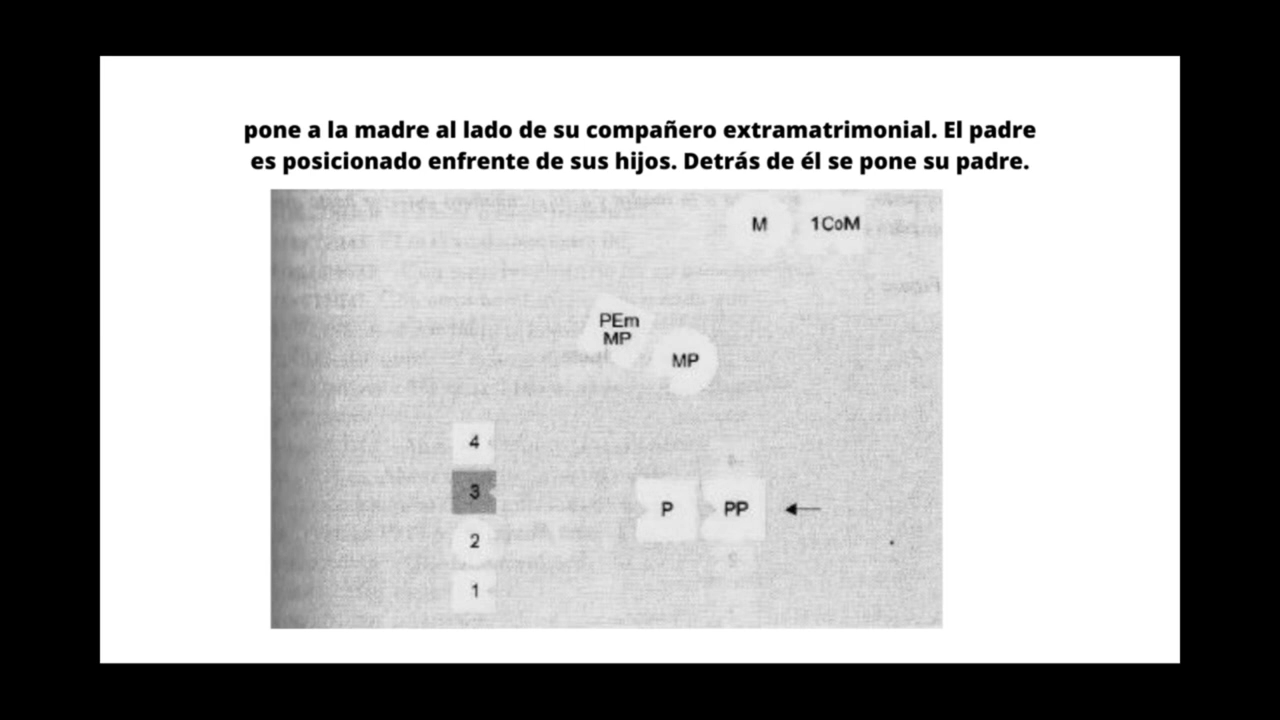 pone a la madre al lado de su compañero extramatrimonial. El padre
es posicionado enfrente de sus hijos. Detrás de él se pone su padre.
M 1CoM
PEm
MP
MP
4
3
P PP
2
1